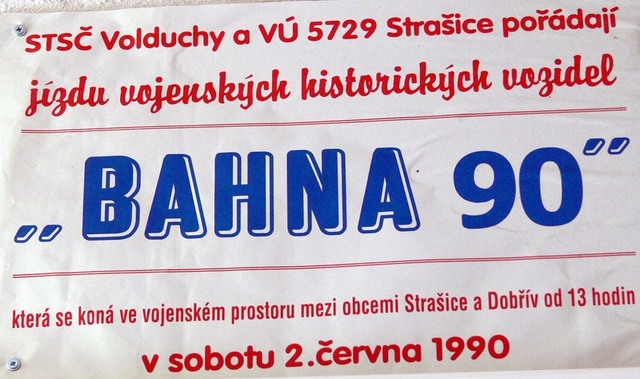 STSČ Volduchy a VÚ 5729 Strašice pořádají
jízdu vojenských historických vozidel
„BAHNA 90”
která se koná ve vojenském prostoru mezi obcemi Strašice a Dobřív od 13 hodin
v sobotu 2.června 1990